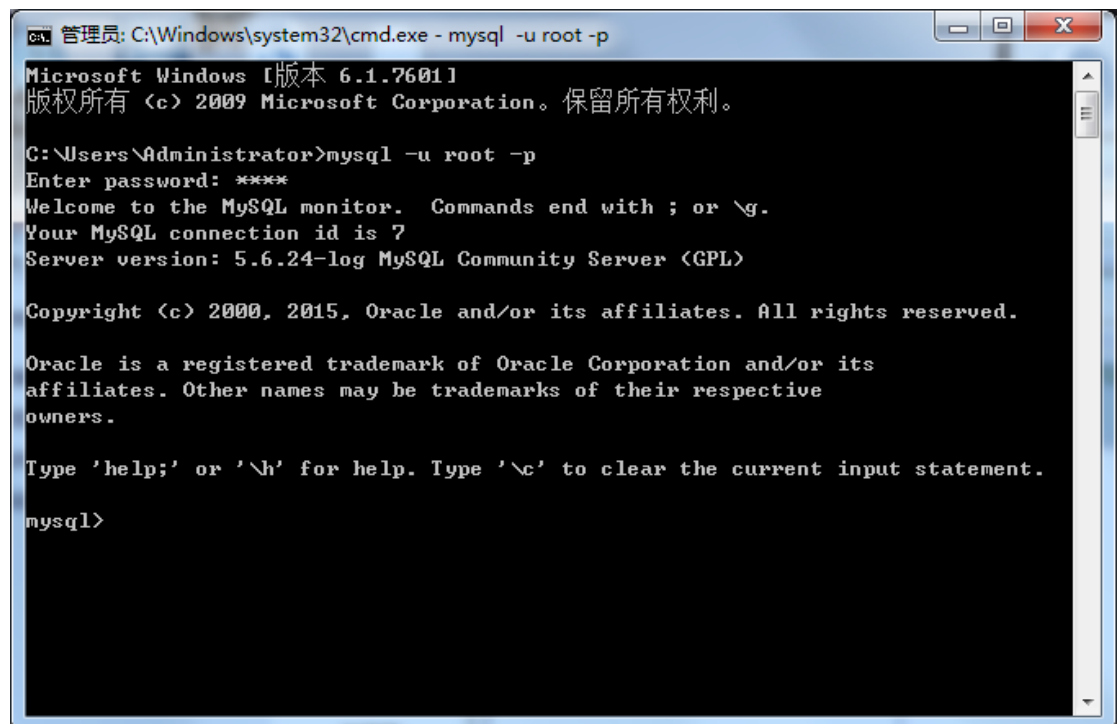 管理员: C:\Windows\system32\cmd.exe - mysql  -u root -p
Microsoft Windows [版本 6.1.7601]
版权所有 (c) 2009 Microsoft Corporation。保留所有权利。
C:\Users\Administrator>mysql -u root -p
Enter password: ****
Welcome to the MySQL monitor.  Commands end with ; or \g.
Your MySQL connection id is 7
Server version: 5.6.24-log MySQL Community Server (GPL)
Copyright (c) 2000, 2015, Oracle and/or its affiliates. All rights reserved.
Oracle is a registered trademark of Oracle Corporation and/or its
affiliates. Other names may be trademarks of their respective
owners.
Type 'help;' or '\h' for help. Type '\c' to clear the current input statement.
mysql>